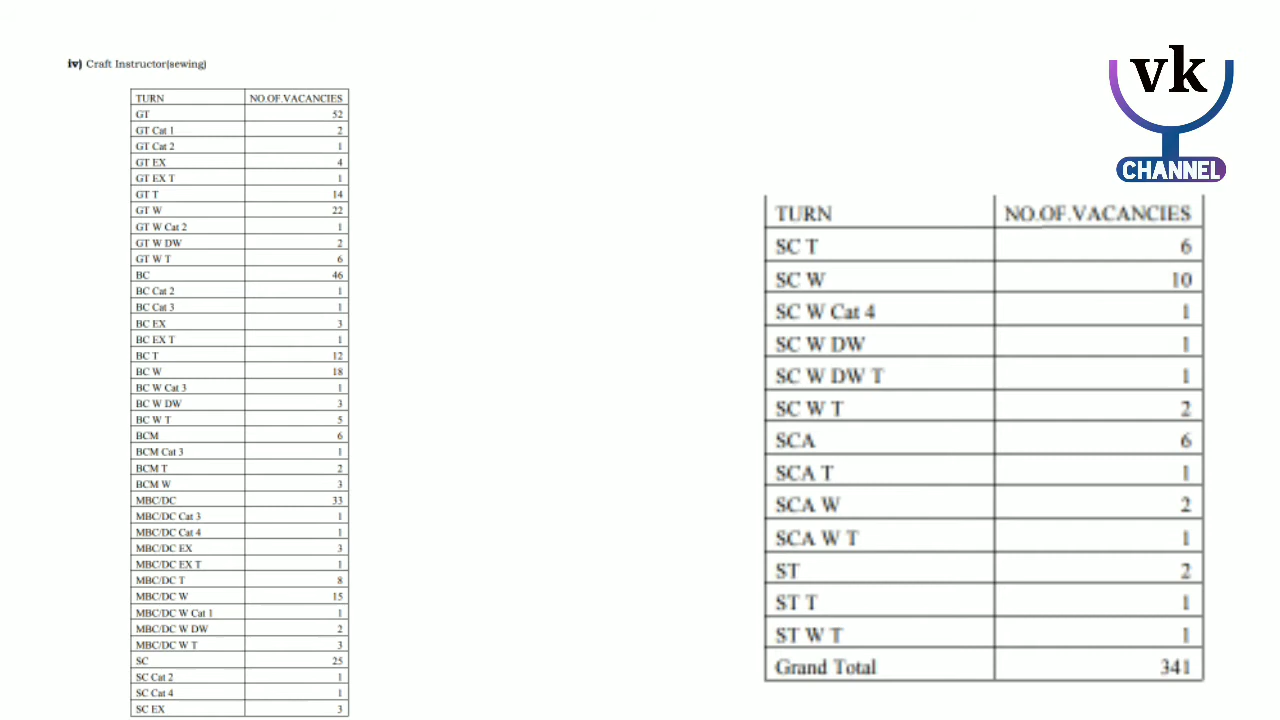 iv) Craft Instructor(sewing)
TURN NO.OF.VACANCIES
GT 52
GT Cat 1 2
GT Cat 2 1
GT EX 4
GT EX T 1
GT T 14
GT W 22
GT W Cat 2 1
GT W DW 2
GT W T 6
BC 46
BC Cat 2 1
BC Cat 3 1
BC EX 3
BC EX T 1
BC T 12
BC W 18
BC W Cat 3 1
BC W DW 3
BC W T 5
BCM 6
BCM Cat 3 1
BCM T 2
BCM W 3
MBC/DC 33
MBC/DC Cat 3 1
MBC/DC Cat 4 1
MBC/DC EX 3
MBC/DC EX T 1
MBC/DC T 8
MBC/DC W 15
MBC/DC W Cat 1 1
MBC/DC W DW 2
MBC/DC W T 3
SC 25
SC Cat 2 1
SC Cat 4 1
SC EX 3
vk
CHANNEL
TURN NO.OF.VACANCIES
SC T 6
SC W 10
SC W Cat 4 1
SC W DW 1
SC W DW T 1
SC W T 2
SCA 6
SCA T 1
SCA W 2
SCA W T 1
ST 2
ST T 1
ST W T 1
Grand Total 341